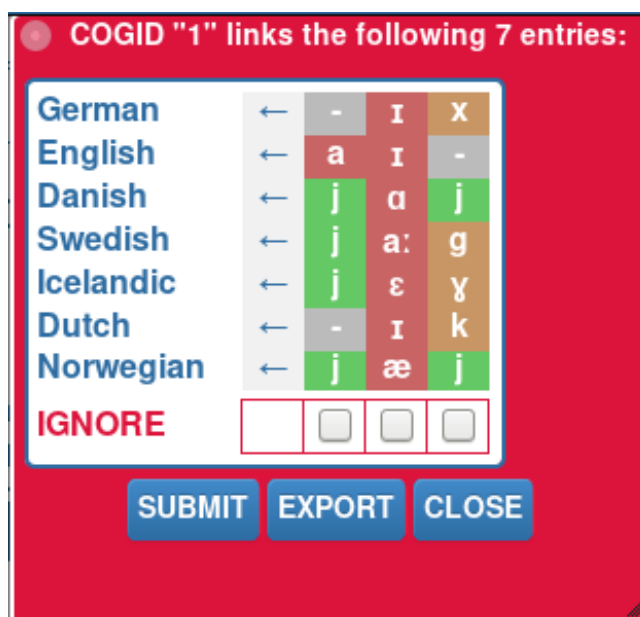 COGID "1" links the following 7 entries:
German ← - ɪ x
English ← a ɪ -
Danish ← j ɑ j
Swedish ← j aː g
Icelandic ← j ɛ ɣ
Dutch ← - ɪ k
Norwegian ← j æ j
IGNORE
SUBMIT EXPORT CLOSE